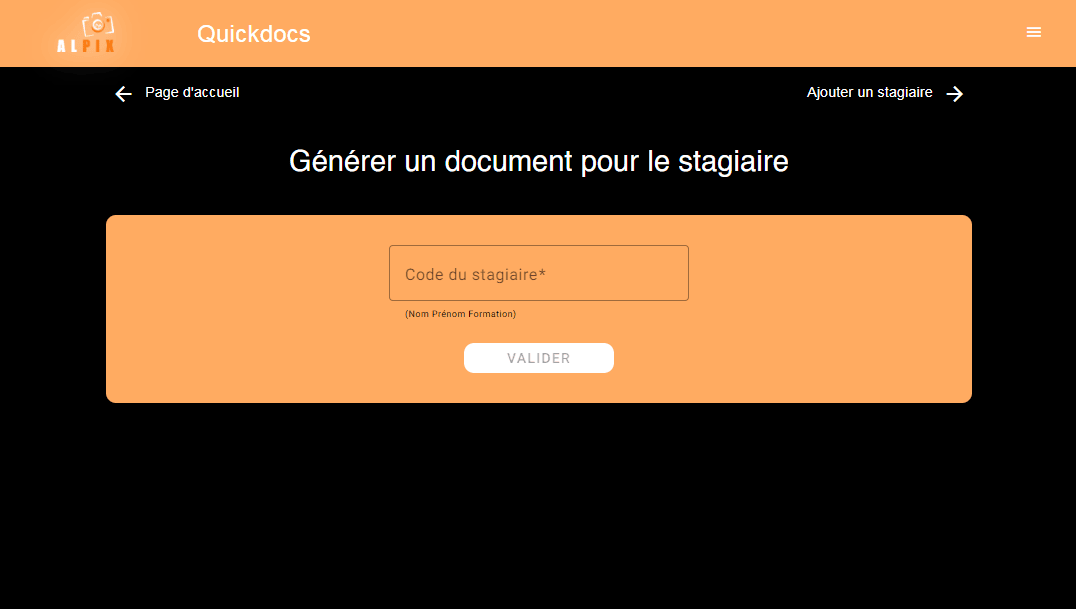 ALPIX
Quickdocs
Page d'accueil
Ajouter un stagiaire
Générer un document pour le stagiaire
Code du stagiaire*
(Nom Prénom Formation)
VALIDER